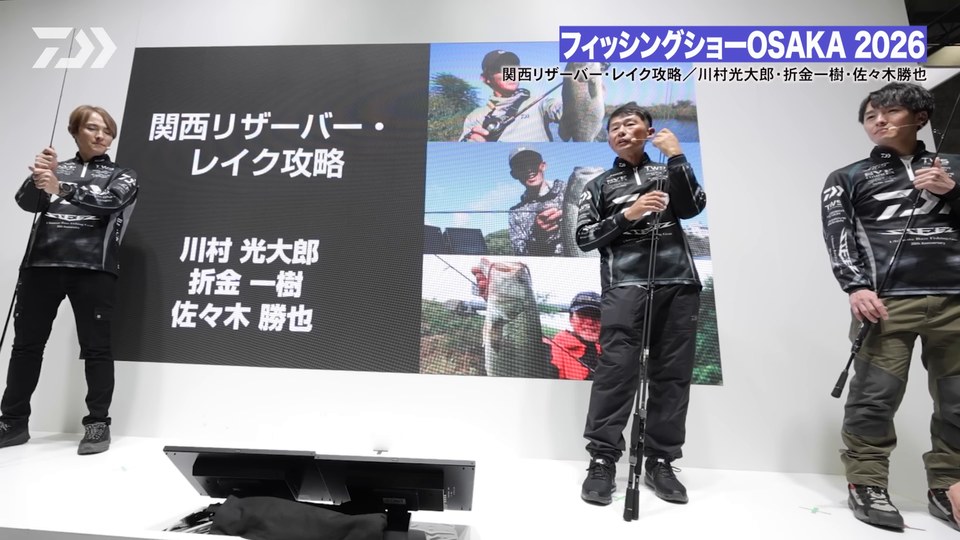 フィッシングショーOSAKA 2026
関西リザーバー・レイク攻略／川村光大郎・折金一樹・佐々木勝也
関西リザーバー・
レイク攻略
川村 光大郎
折金 一樹
佐々木 勝也